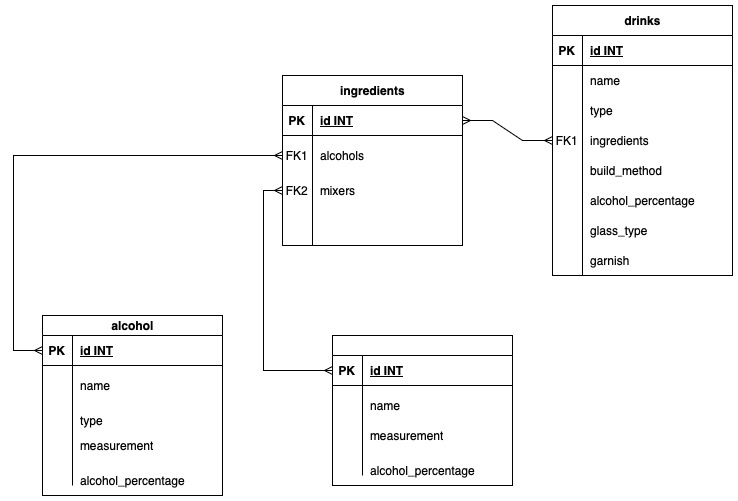 drinks
PK id INT
name
type
FK1 ingredients
build_method
alcohol_percentage
glass_type
garnish
ingredients
PK id INT
FK1 alcohols
FK2 mixers
alcohol
PK id INT
name
type
measurement
alcohol_percentage
PK id INT
name
measurement
alcohol_percentage